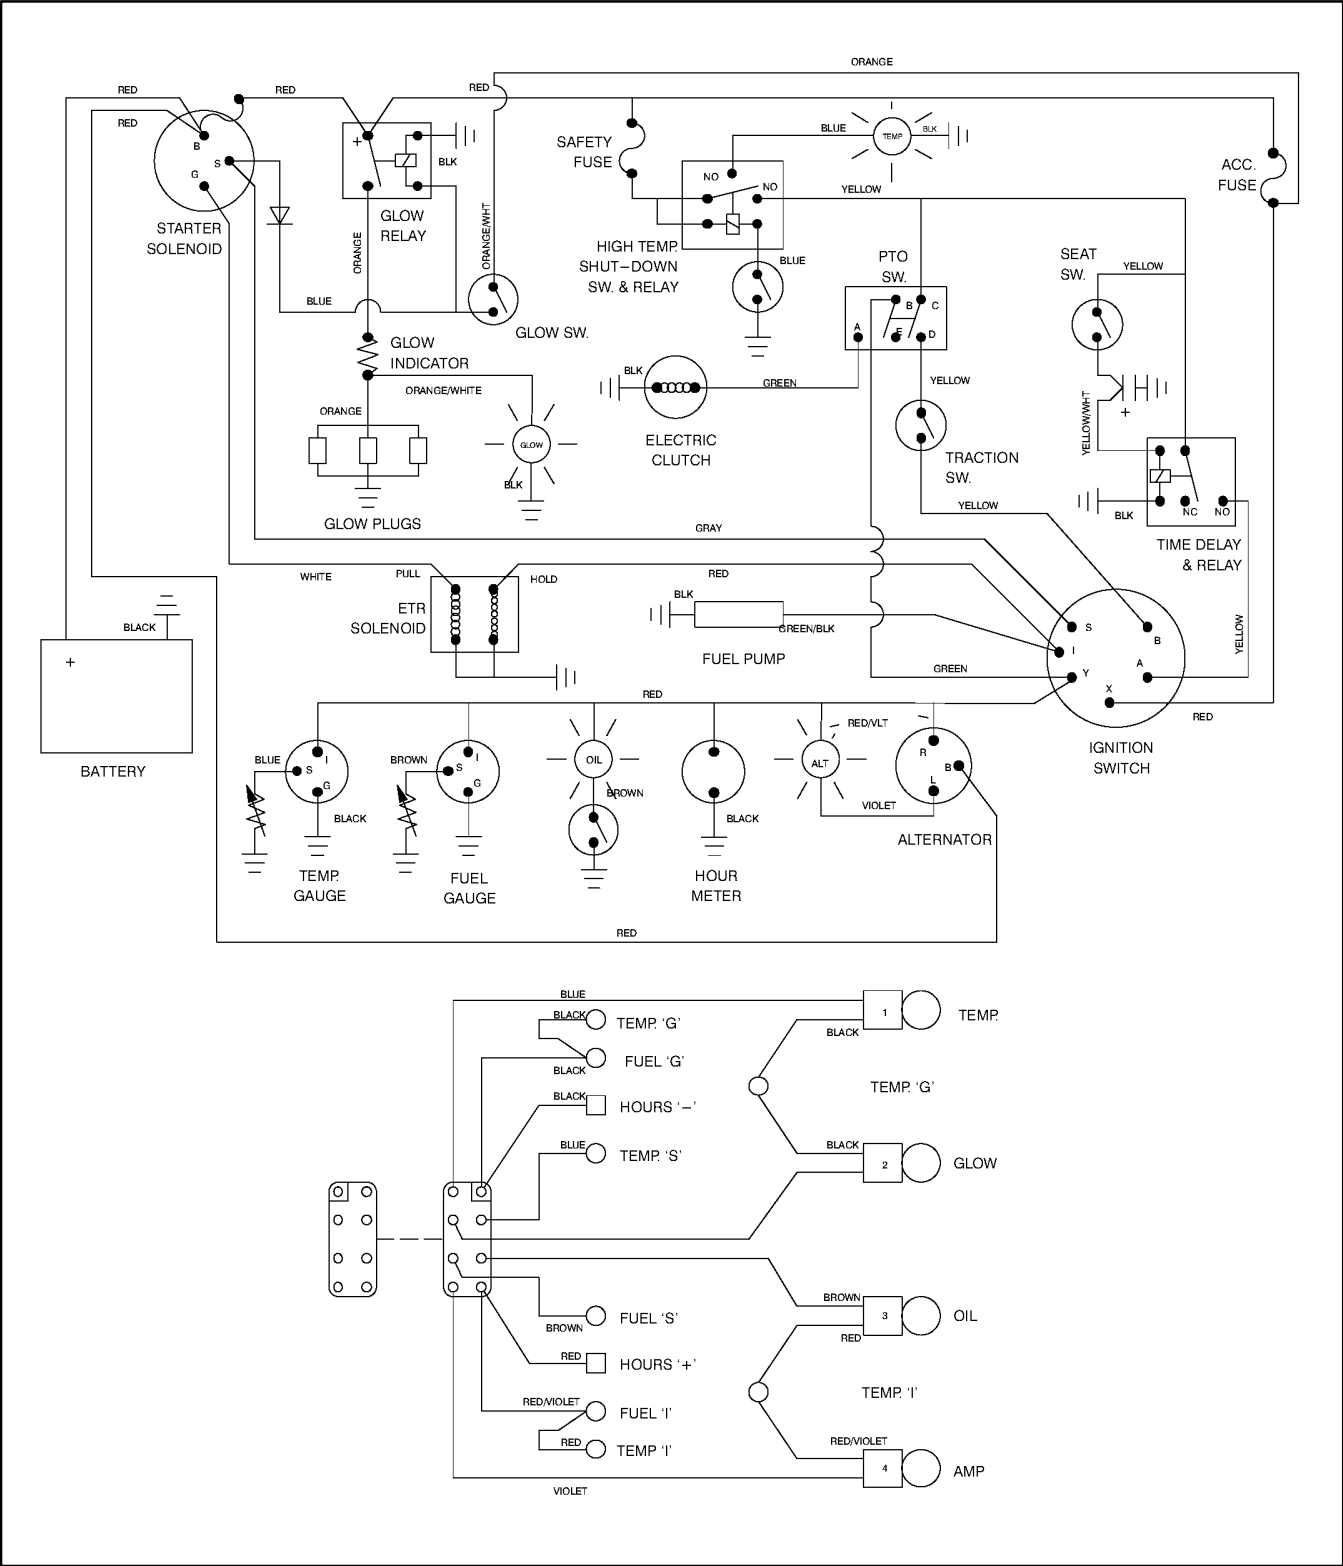 ORANGE
RED
RED
RED
RED
B
S
G
STARTER
SOLENOID
+
BLK
GLOW
RELAY
ORANGE
ORANGE/WHT
BLUE
GLOW SW.
GLOW
INDICATOR
ORANGE/WHITE
ORANGE
GLOW
BLK
GLOW PLUGS
SAFETY
FUSE
BLUE
TEMP
BLK
NO
NO
YELLOW
HIGH TEMP.
SHUT–DOWN
SW. & RELAY
BLUE
ACC.
FUSE
PTO
SW.
B
C
A
E
D
SEAT
SW.
YELLOW
BLK
GREEN
ELECTRIC
CLUTCH
YELLOW
TRACTION
SW.
YELLOW
YELLOW/WHT
+
NC
NO
BLK
TIME DELAY
& RELAY
GRAY
WHITE
PULL
HOLD
RED
ETR
SOLENOID
BLK
GREEN/BLK
FUEL PUMP
GREEN
YELLOW
S
B
I
A
Y
X
RED
IGNITION
SWITCH
BLACK
+
BATTERY
RED
BLUE
I
S
G
BLACK
TEMP.
GAUGE
BROWN
I
S
G
FUEL
GAUGE
OIL
BROWN
BLACK
HOUR
METER
RED/VLT
ALT
VIOLET
R
B
L
ALTERNATOR
RED
BLUE
BLACK
TEMP. ‘G’
FUEL ‘G’
BLACK
BLACK
HOURS ‘–’
BLUE
TEMP. ‘S’
1
TEMP.
BLACK
TEMP. ‘G’
BLACK
2
GLOW
BROWN
3
OIL
RED
FUEL ‘S’
BROWN
RED
HOURS ‘+’
TEMP. ‘I’
RED/VIOLET
FUEL ‘I’
RED
TEMP ‘I’
RED/VIOLET
4
AMP
VIOLET